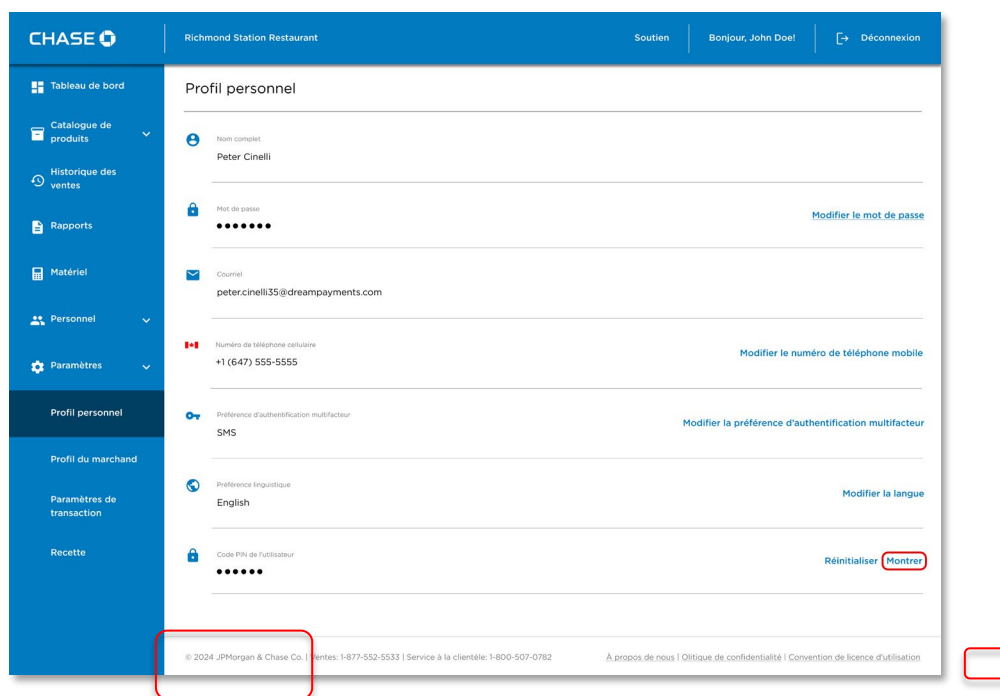 CHASE
Richmond Station Restaurant
Soutien
Bonjour, John Doe!
Déconnexion
Tableau de bord
Catalogue de
produits
Historique des
ventes
Rapports
Matériel
Personnel
Paramètres
Profil personnel
Profil du marchand
Paramètres de
transaction
Recette
Profil personnel
Nom complet
Peter Cinelli
Mot de passe
●●●●●●●
Modifier le mot de passe
Courriel
peter.cinelli35@dreampayments.com
Numéro de téléphone cellulaire
+1 (647) 555-5555
Modifier le numéro de téléphone mobile
Préférence d'authentification multifacteur
SMS
Modifier la préférence d'authentification multifacteur
Préférence linguistique
English
Modifier la langue
Code PIN de l'utilisateur
●●●●●●
Réinitialiser Montrer
© 2024 JPMorgan & Chase Co. | Ventes: 1-877-552-5533 | Service à la clientèle: 1-800-507-0782
À propos de nous | Olitique de confidentialité | Convention de licence d'utilisation